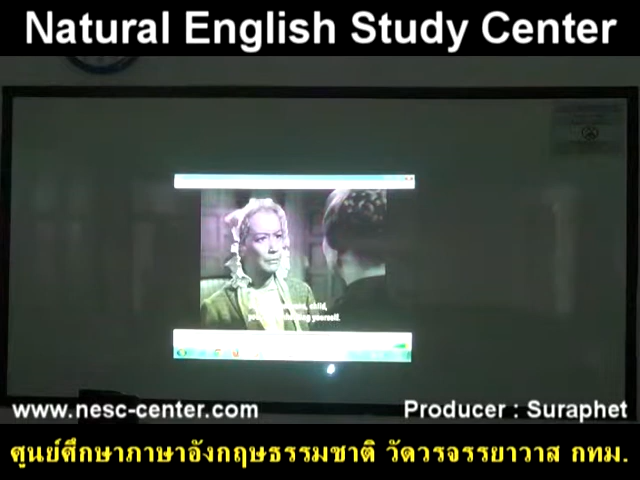 Natural English Study Center
child,
yourself.
www.nesc-center.com
Producer : Suraphet
ศูนย์ศึกษาภาษาอังกฤษธรรมชาติ วัดวรจรรยาวาส กทม.